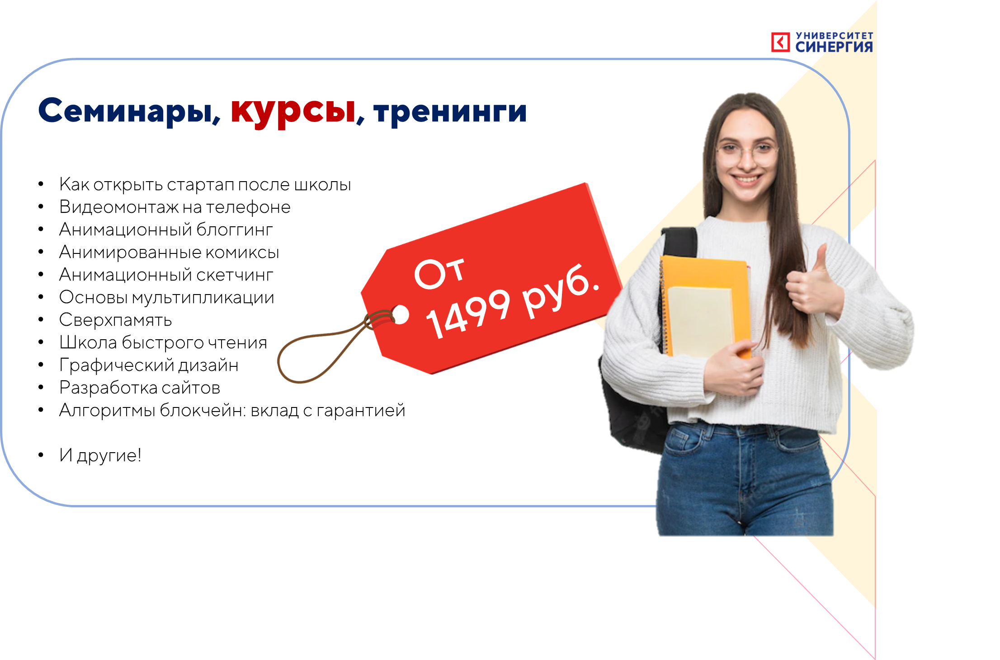 УНИВЕРСИТЕТ
СИНЕРГИЯ
Семинары, курсы, тренинги
• Как открыть стартап после школы
• Видеомонтаж на телефоне
• Анимационный блоггинг
• Анимированные комиксы
• Анимационный скетчинг
• Основы мультипликации
• Сверхпамять
• Школа быстрого чтения
• Графический дизайн
• Разработка сайтов
• Алгоритмы блокчейн: вклад с гарантией
• И другие!
От
1499 руб.